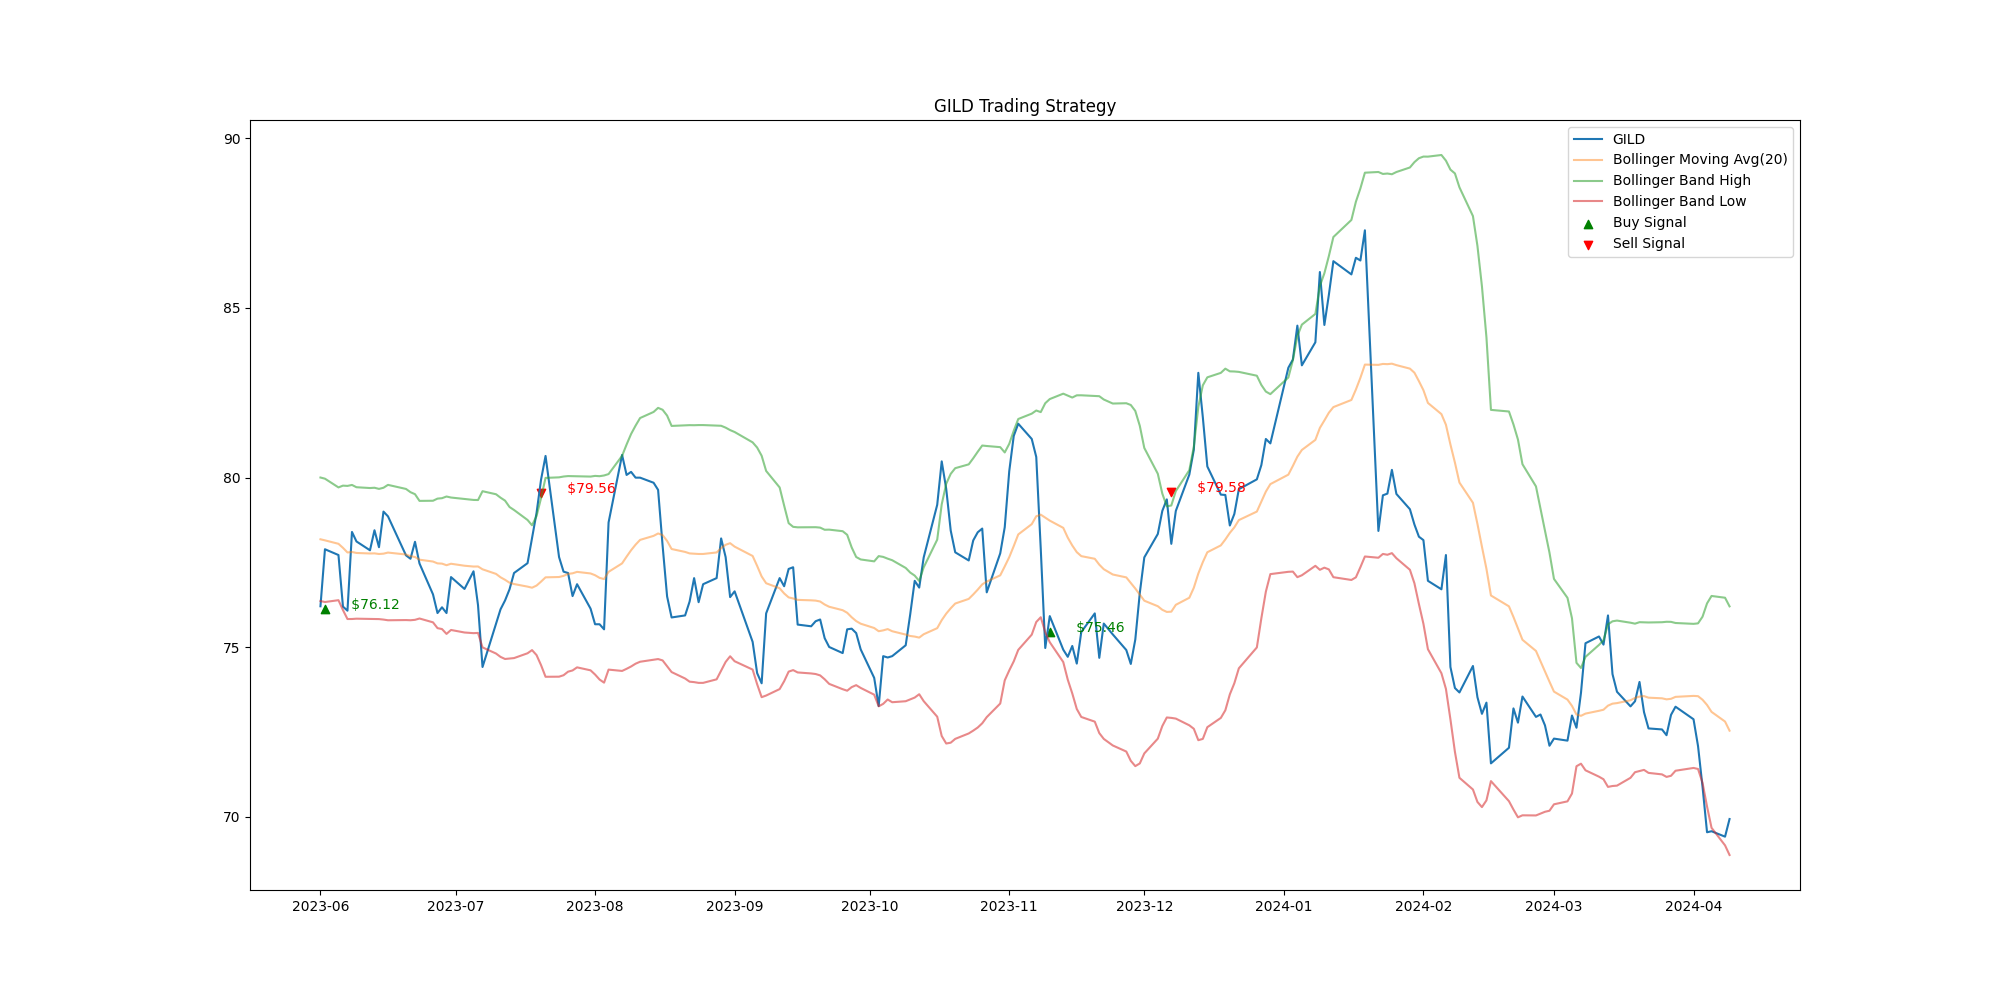 GILD Trading Strategy
90
85
80
75
70
GILD
Bollinger Moving Avg(20)
Bollinger Band High
Bollinger Band Low
Buy Signal
Sell Signal
$79.56
$79.58
$76.12
$75.46
2023-06
2023-07
2023-08
2023-09
2023-10
2023-11
2023-12
2024-01
2024-02
2024-03
2024-04